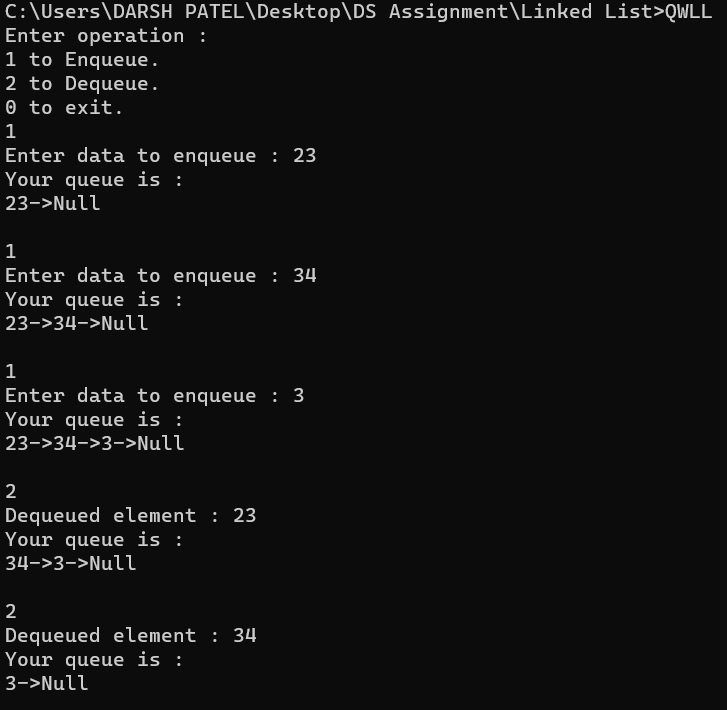 C:\Users\DARSH PATEL\Desktop\DS Assignment\Linked List>QWLL
Enter operation :
1 to Enqueue.
2 to Dequeue.
0 to exit.
1
Enter data to enqueue : 23
Your queue is :
23->Null
1
Enter data to enqueue : 34
Your queue is :
23->34->Null
1
Enter data to enqueue : 3
Your queue is :
23->34->3->Null
2
Dequeued element : 23
Your queue is :
34->3->Null
2
Dequeued element : 34
Your queue is :
3->Null